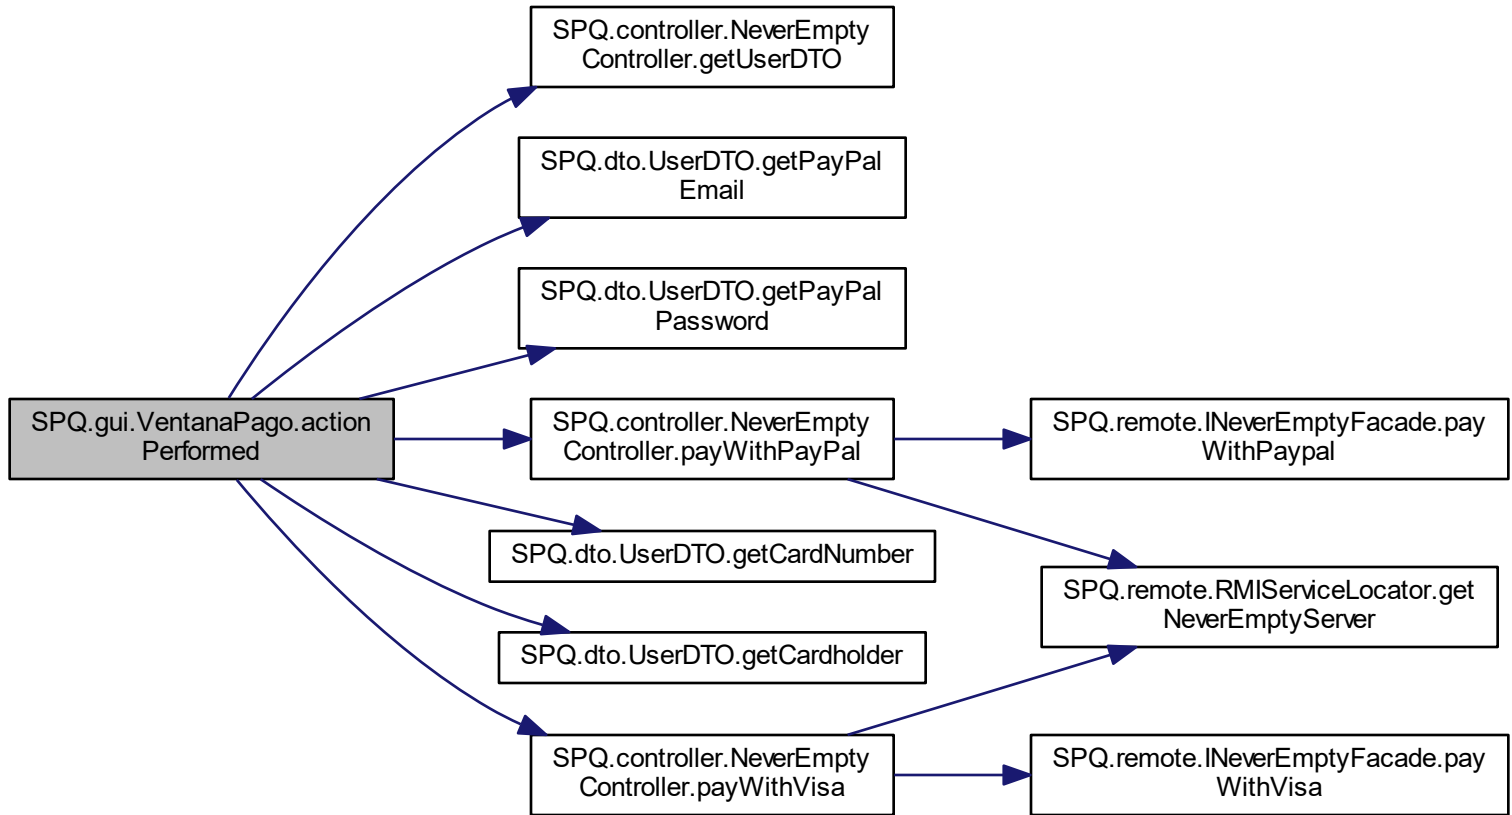 SPQ.controller.NeverEmpty
Controller.getUserDTO
SPQ.dto.UserDTO.getPayPal
Email
SPQ.dto.UserDTO.getPayPal
Password
SPQ.gui.VentanaPago.action
Performed
SPQ.controller.NeverEmpty
Controller.payWithPayPal
SPQ.remote.INeverEmptyFacade.pay
WithPaypal
SPQ.dto.UserDTO.getCardNumber
SPQ.remote.RMIServiceLocator.get
NeverEmptyServer
SPQ.dto.UserDTO.getCardholder
SPQ.controller.NeverEmpty
Controller.payWithVisa
SPQ.remote.INeverEmptyFacade.pay
WithVisa